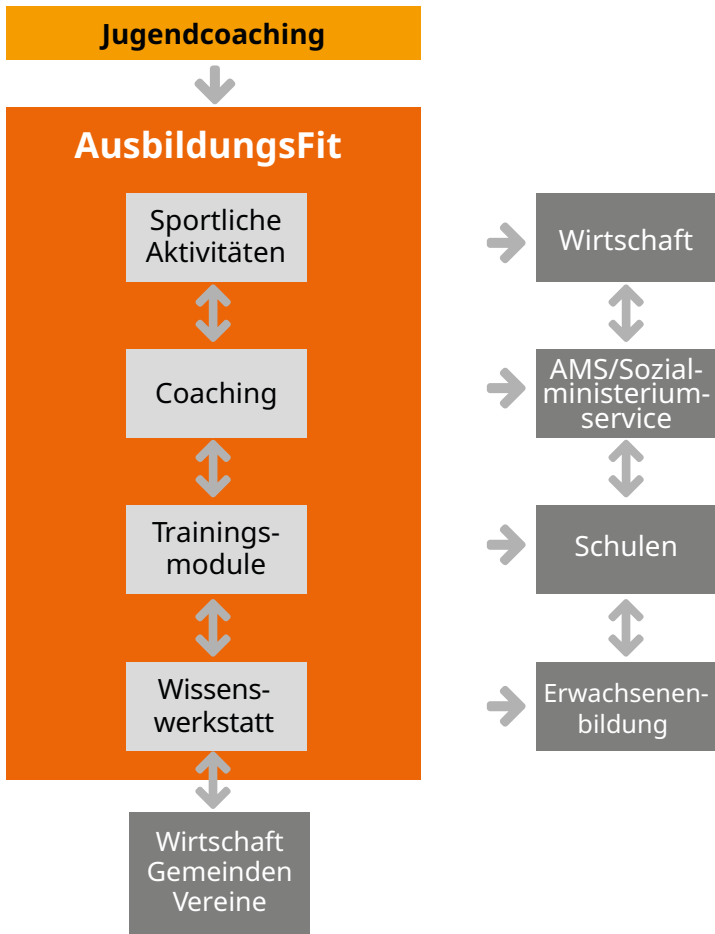 Jugendcoaching
AusbildungsFit
Sportliche
Aktivitäten
Coaching
Trainings-
module
Wissens-
werkstatt
Wirtschaft
Gemeinden
Vereine
Wirtschaft
AMS/Sozial-
ministerium-
service
Schulen
Erwachsenen-
bildung